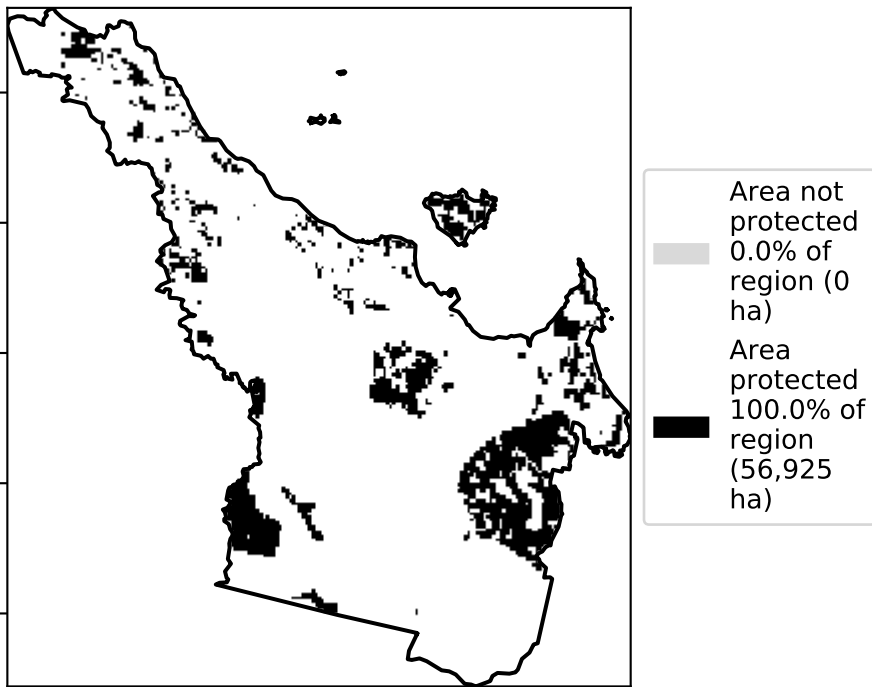 Area not
protected
0.0% of
region (0
ha)
Area
protected
100.0% of
region
(56,925
ha)